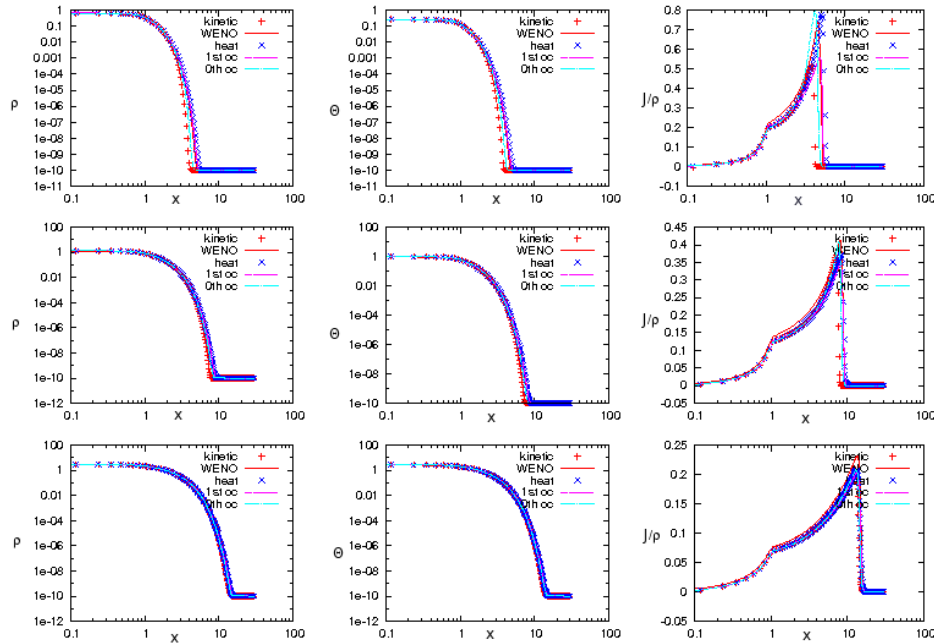 1
0.1
0.01
0.001
1e-04
1e-05
1e-06
1e-07
1e-08
1e-09
1e-10
1e-11
ρ
kinetic
WENO
heat
1st oc
0th oc
0.1 1 10 100
x
1
0.1
0.01
0.001
1e-04
1e-05
1e-06
1e-07
1e-08
1e-09
1e-10
1e-11
Θ
kinetic
WENO
heat
1st oc
0th oc
0.1 1 10 100
x
0.8
0.7
0.6
0.5
0.4
0.3
0.2
0.1
0
-0.1
J/ρ
kinetic
WENO
heat
1st oc
0th oc
0.1 1 10 100
x
100
1
0.01
1e-04
1e-06
1e-08
1e-10
1e-12
ρ
kinetic
WENO
heat
1st oc
0th oc
0.1 1 10 100
x
100
1
0.01
1e-04
1e-06
1e-08
1e-10
Θ
kinetic
WENO
heat
1st oc
0th oc
0.1 1 10 100
x
0.45
0.4
0.35
0.3
0.25
0.2
0.15
0.1
0.05
0
-0.05
J/ρ
kinetic
WENO
heat
1st oc
0th oc
0.1 1 10 100
x
100
1
0.01
1e-04
1e-06
1e-08
1e-10
1e-12
ρ
kinetic
WENO
heat
1st oc
0th oc
0.1 1 10 100
x
100
1
0.01
1e-04
1e-06
1e-08
1e-10
1e-12
Θ
kinetic
WENO
heat
1st oc
0th oc
0.1 1 10 100
x
0.25
0.2
0.15
0.1
0.05
0
-0.05
J/ρ
kinetic
WENO
heat
1st oc
0th oc
0.1 1 10 100
x